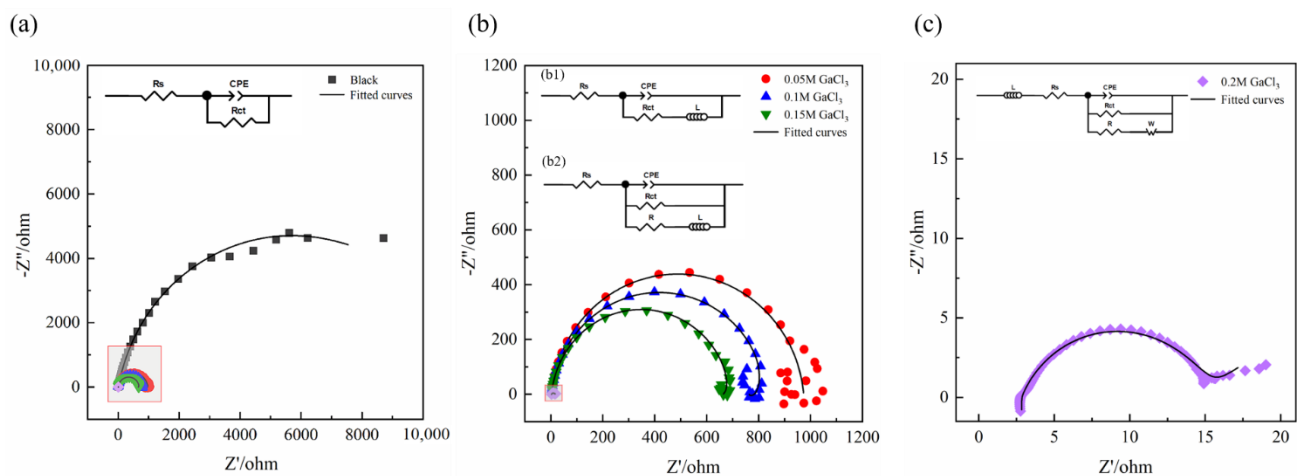 (a)
10,000
8000
6000
4000
2000
0
-Z''/ohm
0 2000 4000 6000 8000 10,000
Z'/ohm
Rs CPE
Rct
Black
Fitted curves
(b)
1200
1000
800
600
400
200
0
-Z''/ohm
0 200 400 600 800 1000 1200
Z'/ohm
(b1)
Rs CPE
Rct L
(b2)
Rs CPE
Rct
R L
0.05M GaCl₃
0.1M GaCl₃
0.15M GaCl₃
Fitted curves
(c)
20
15
10
5
0
-Z''/ohm
0 5 10 15 20
Z'/ohm
L Rs CPE
Rct
R W
0.2M GaCl₃
Fitted curves